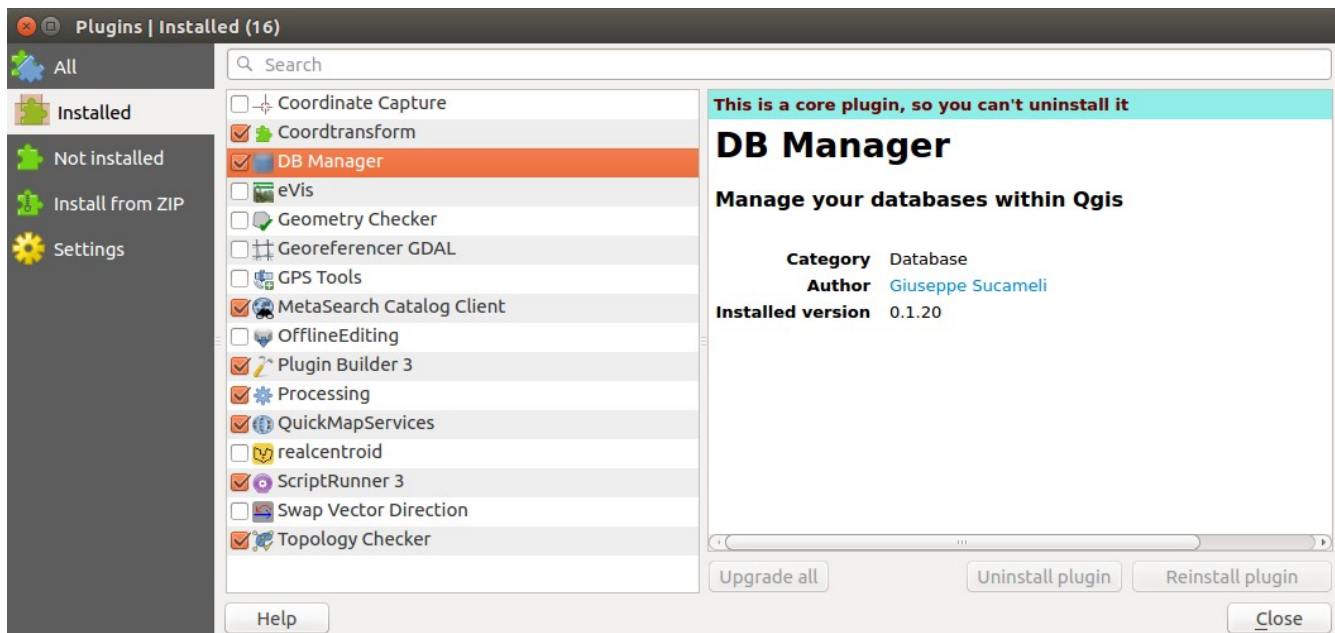 Plugins | Installed (16)
All
Installed
Not installed
Install from ZIP
Settings
Search
Coordinate Capture
Coordtransform
DB Manager
eVis
Geometry Checker
Georeferencer GDAL
GPS Tools
MetaSearch Catalog Client
OfflineEditing
Plugin Builder 3
Processing
QuickMapServices
realcentroid
ScriptRunner 3
Swap Vector Direction
Topology Checker
This is a core plugin, so you can't uninstall it
DB Manager
Manage your databases within Qgis
Category Database
Author Giuseppe Sucameli
Installed version 0.1.20
Upgrade all
Uninstall plugin
Reinstall plugin
Help
Close